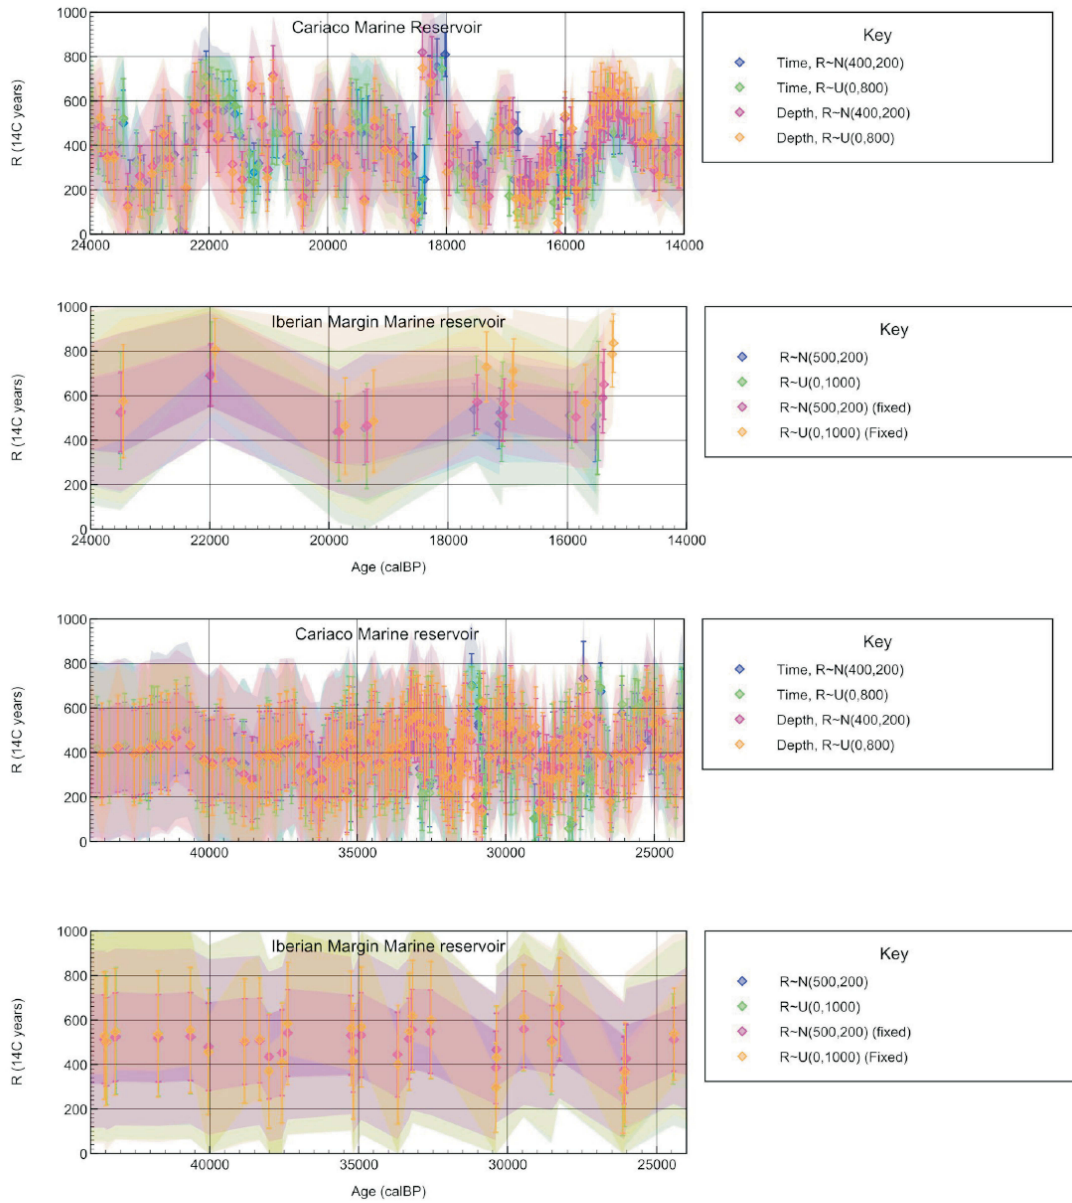 Cariaco Marine Reservoir
R (14C years)
1000
800
600
400
200
0
24000 22000 20000 18000 16000 14000
Key
Time, R~N(400,200)
Time, R~U(0,800)
Depth, R~N(400,200)
Depth, R~U(0,800)
Iberian Margin Marine reservoir
R (14C years)
1000
800
600
400
200
0
24000 22000 20000 18000 16000 14000
Age (calBP)
Key
R~N(500,200)
R~U(0,1000)
R~N(500,200) (fixed)
R~U(0,1000) (Fixed)
Cariaco Marine reservoir
R (14C years)
1000
800
600
400
200
0
40000 35000 30000 25000
Key
Time, R~N(400,200)
Time, R~U(0,800)
Depth, R~N(400,200)
Depth, R~U(0,800)
Iberian Margin Marine reservoir
R (14C years)
1000
800
600
400
200
0
40000 35000 30000 25000
Age (calBP)
Key
R~N(500,200)
R~U(0,1000)
R~N(500,200) (fixed)
R~U(0,1000) (Fixed)